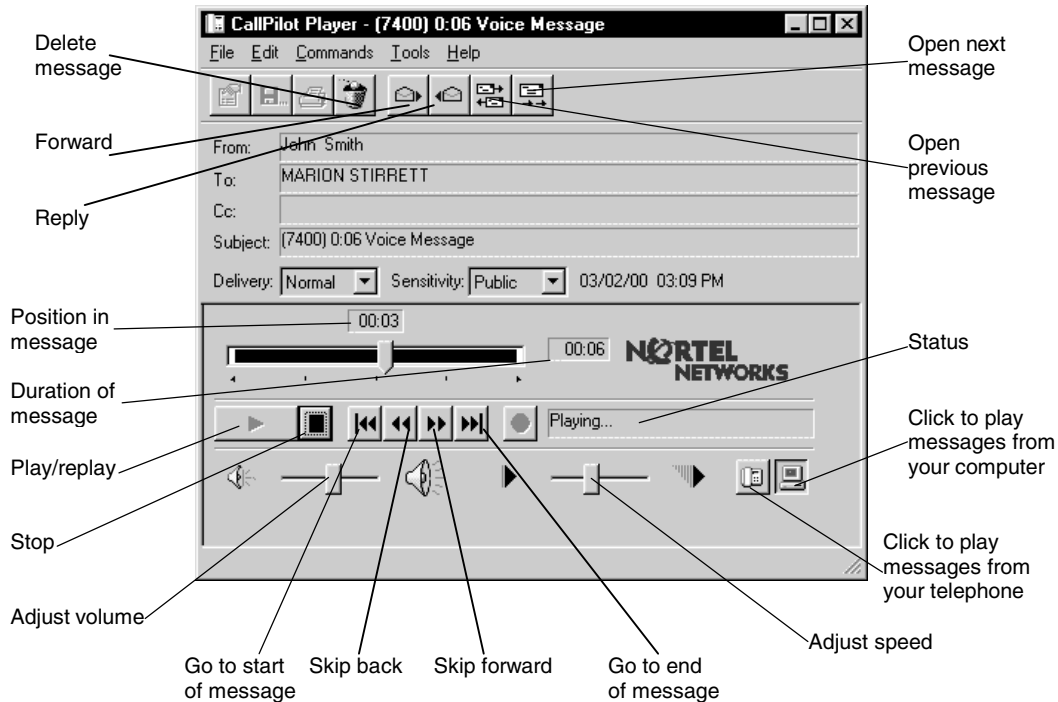 CallPilot Player - (7400) 0:06 Voice Message
File Edit Commands Tools Help
Delete
message
Open next
message
Forward
Open
previous
message
Reply
From: John Smith
To: MARION STIRRETT
Cc:
Subject: (7400) 0:06 Voice Message
Delivery: Normal Sensitivity: Public 03/02/00 03:09 PM
Position in
message
00:03
00:06
NORTEL
NETWORKS
Status
Duration of
message
Playing...
Click to play
messages from
your computer
Play/replay
Stop
Click to play
messages from
your telephone
Adjust volume
Adjust speed
Go to start
of message
Skip back
Skip forward
Go to end
of message